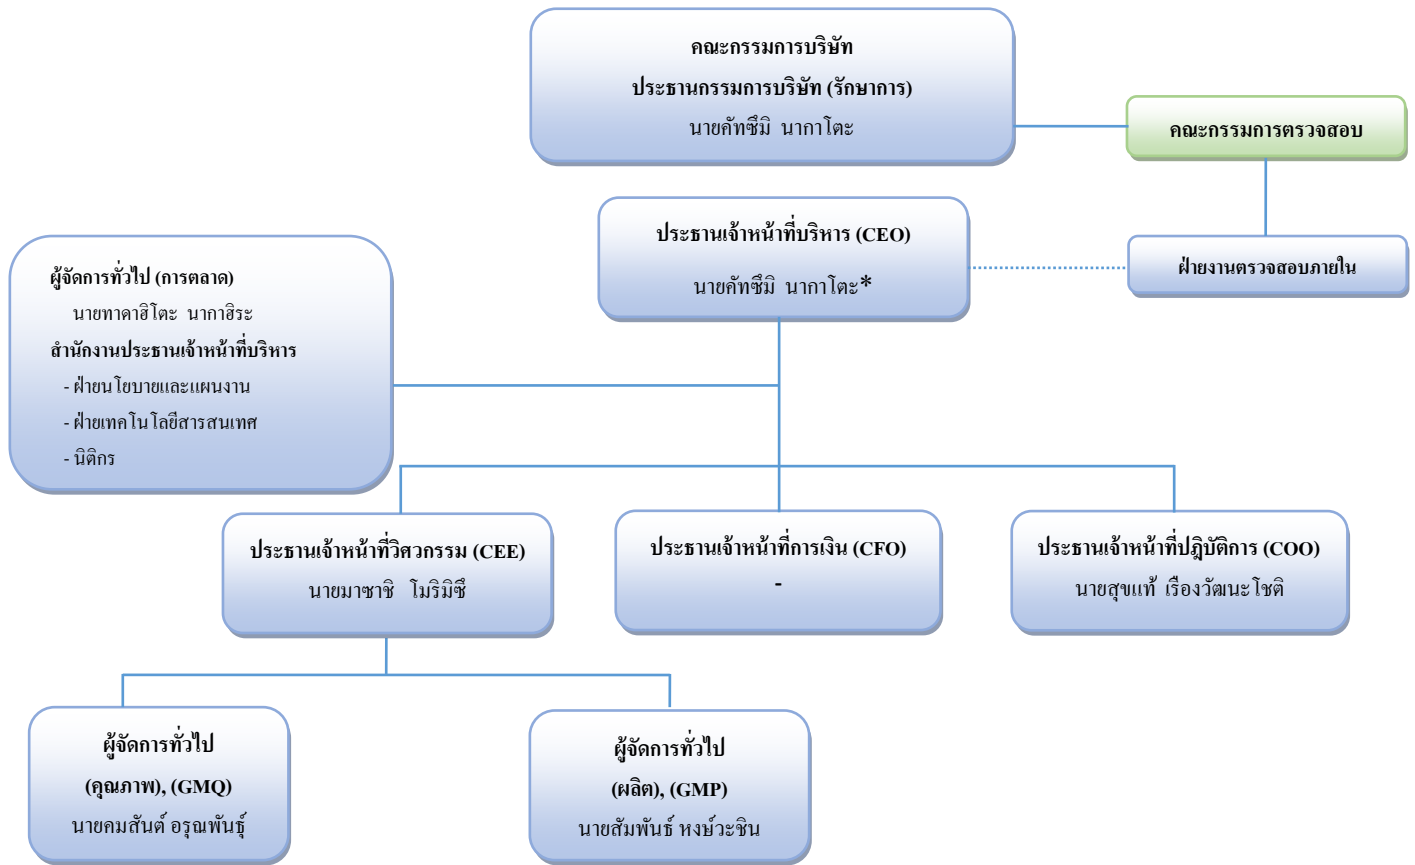 คณะกรรมการบริษัท
ประธานกรรมการบริษัท (รักษาการ)
นายคัทซึมิ นากาโตะ
คณะกรรมการตรวจสอบ
ประธานเจ้าหน้าที่บริหาร (CEO)
นายคัทซึมิ นากาโตะ*
ฝ่ายงานตรวจสอบภายใน
ผู้จัดการทั่วไป (การตลาด)
นายทาดาฮิโตะ นากาฮิระ
สำนักงานประธานเจ้าหน้าที่บริหาร
- ฝ่ายนโยบายและแผนงาน
- ฝ่ายเทคโนโลยีสารสนเทศ
- นิติกร
ประธานเจ้าหน้าที่วิศวกรรม (CEE)
นายมาซาชิ โมริมิซึ
ประธานเจ้าหน้าที่การเงิน (CFO)
-
ประธานเจ้าหน้าที่ปฎิบัติการ (COO)
นายสุขแท้ เรืองวัฒนะโชติ
ผู้จัดการทั่วไป
(คุณภาพ), (GMQ)
นายคมสันต์ อรุณพันธุ์
ผู้จัดการทั่วไป
(ผลิต), (GMP)
นายสัมพันธ์ หงษ์วะชิน